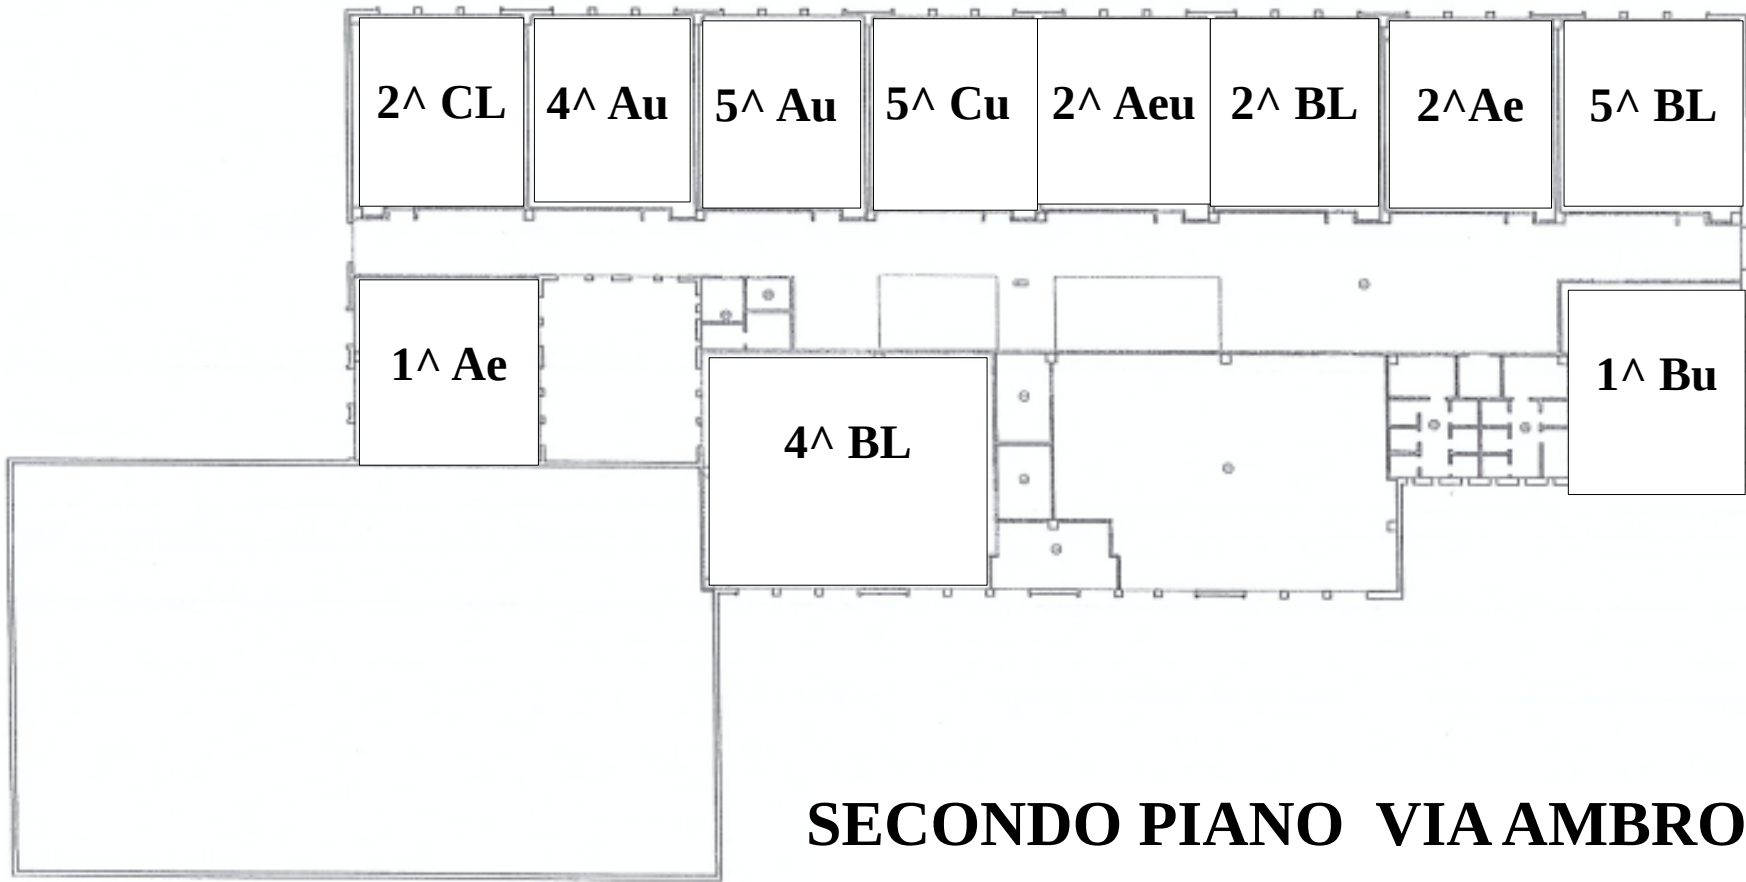 2^ CL 4^ Au 5^ Au 5^ Cu 2^ Aeu 2^ BL 2^Ae 5^ BL
1^ Ae
1^ Bu
4^ BL
SECONDO PIANO  VIA AMBRO